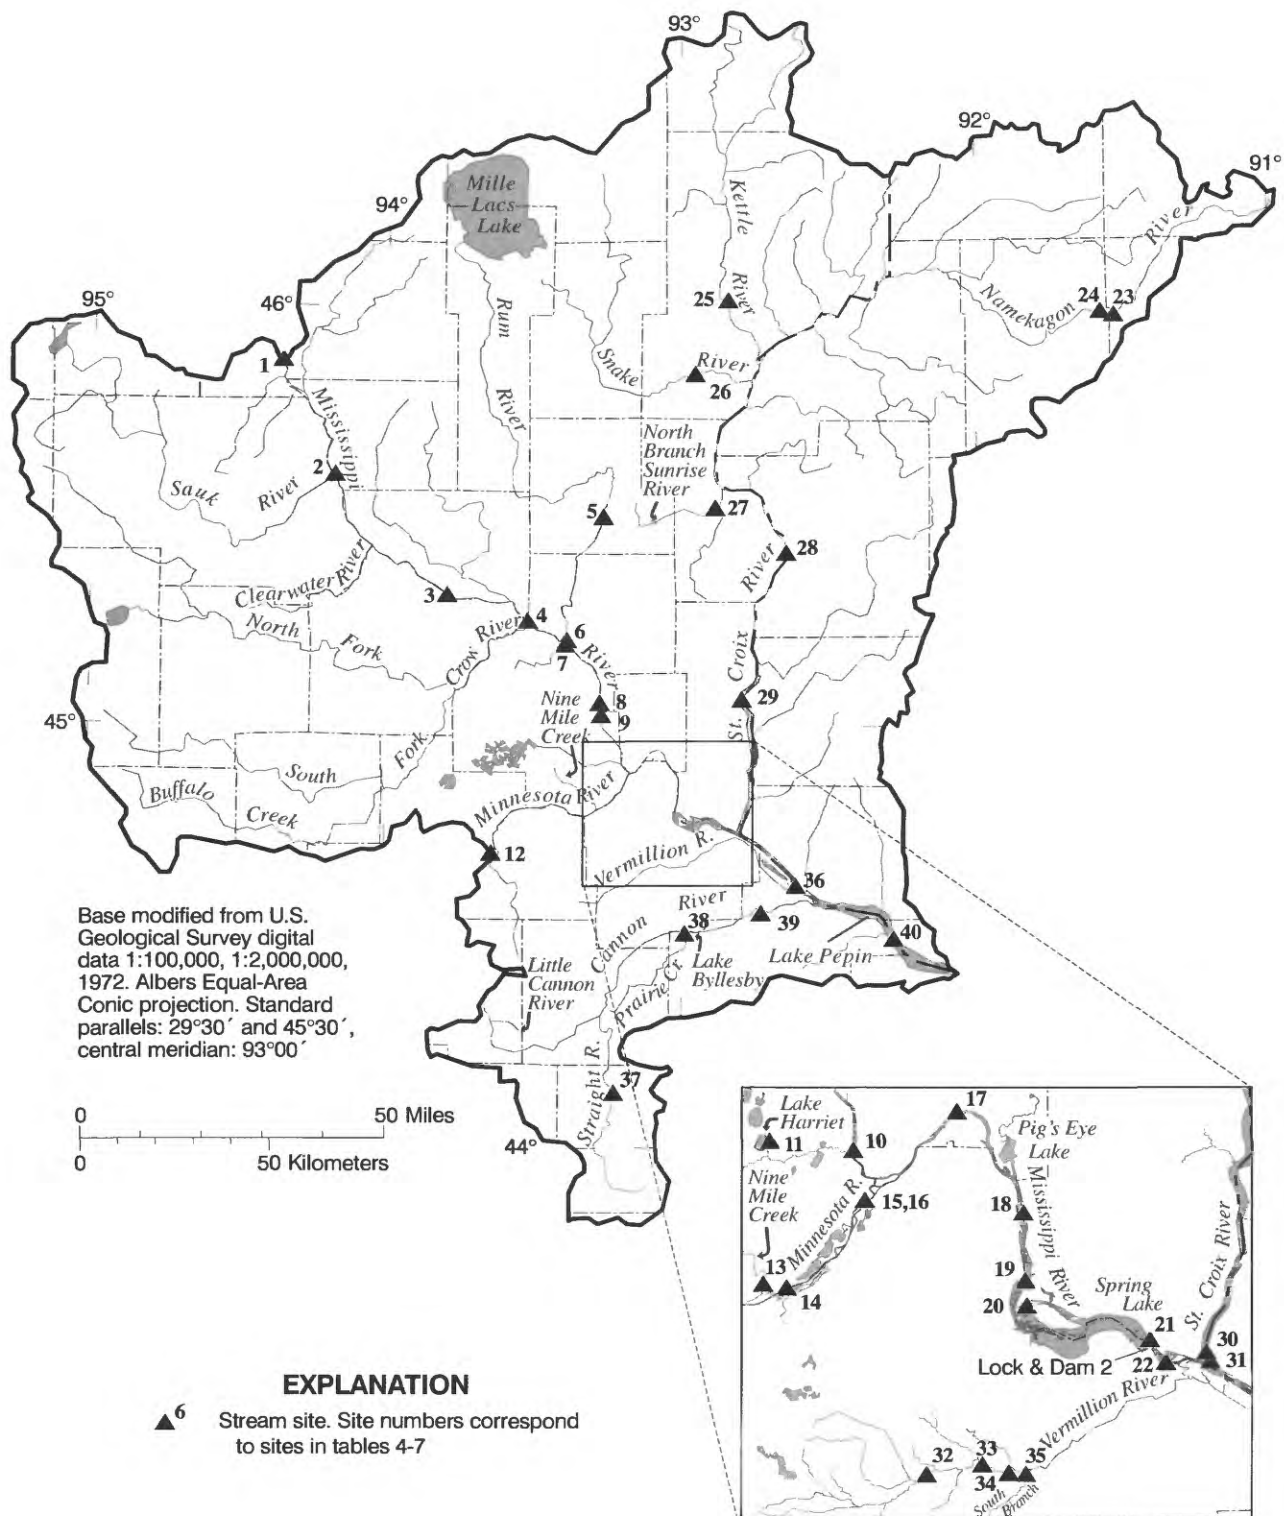 93°
92°
91°
Mille
Lacs
Lake
94°
Kettle
River
River
95°
46°
25
Namekagon
24
23
Rum
River
1
Snake
River
26
Mississippi
North
Branch
Sunrise
River
2
Sauk
River
5
27
28
River
Clearwater
River
3
4
North
Fork
Crow
River
6
7
River
St. Croix
45°
Nine
Mile
Creek
8
9
29
South
Fork
Buffalo
Creek
Minnesota River
12
Vermillion R.
36
Cannon
River
38
39
40
Lake Pepin
Lake
Byllesby
Little
Cannon
River
Prairie Cr.
Base modified from U.S.
Geological Survey digital
data 1:100,000, 1:2,000,000,
1972. Albers Equal-Area
Conic projection. Standard
parallels: 29°30´ and 45°30´,
central meridian: 93°00´
Straight R.
37
44°
0 50 Miles
0 50 Kilometers
Lake
Harriet
11
10
17
Pig's Eye
Lake
Nine
Mile
Creek
Minnesota R.
15,16
18
Mississippi River
13
14
19
20
Spring
Lake
St. Croix River
21
22
30
31
Lock & Dam 2
Vermillion River
32
33
34
35
South
Branch
EXPLANATION
6 Stream site. Site numbers correspond
to sites in tables 4-7